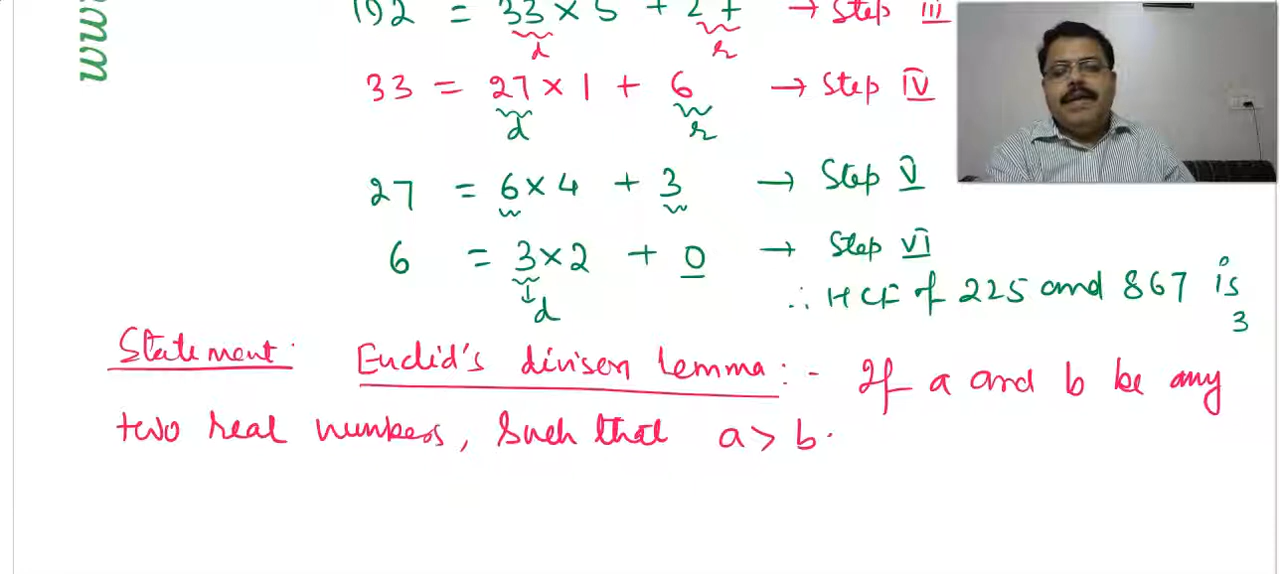 www
192 = 33 × 5 + 27 → Step III
d r
33 = 27 × 1 + 6 → Step IV
d r
27 = 6 × 4 + 3 → Step V
6 = 3 × 2 + 0 → Step VI
d
∴ HCF of 225 and 867 is 3
Statement: Euclid's divison Lemma :- If a and b be any
two real numbers, such that a > b.